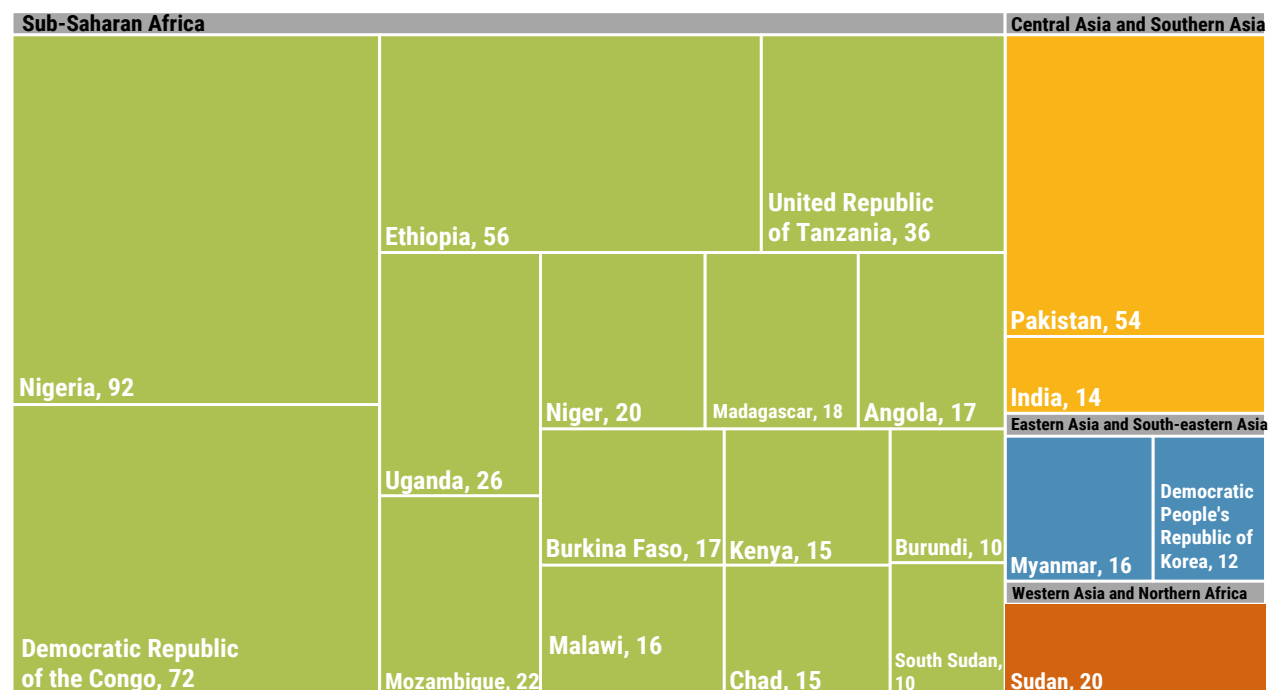 Sub-Saharan Africa
Nigeria, 92
Democratic Republic
of the Congo, 72
Ethiopia, 56
United Republic
of Tanzania, 36
Uganda, 26
Mozambique, 22
Niger, 20
Madagascar, 18
Angola, 17
Burkina Faso, 17
Kenya, 15
Burundi, 10
Malawi, 16
Chad, 15
South Sudan,
10
Central Asia and Southern Asia
Pakistan, 54
India, 14
Eastern Asia and South-eastern Asia
Myanmar, 16
Democratic
People's
Republic of
Korea, 12
Western Asia and Northern Africa
Sudan, 20